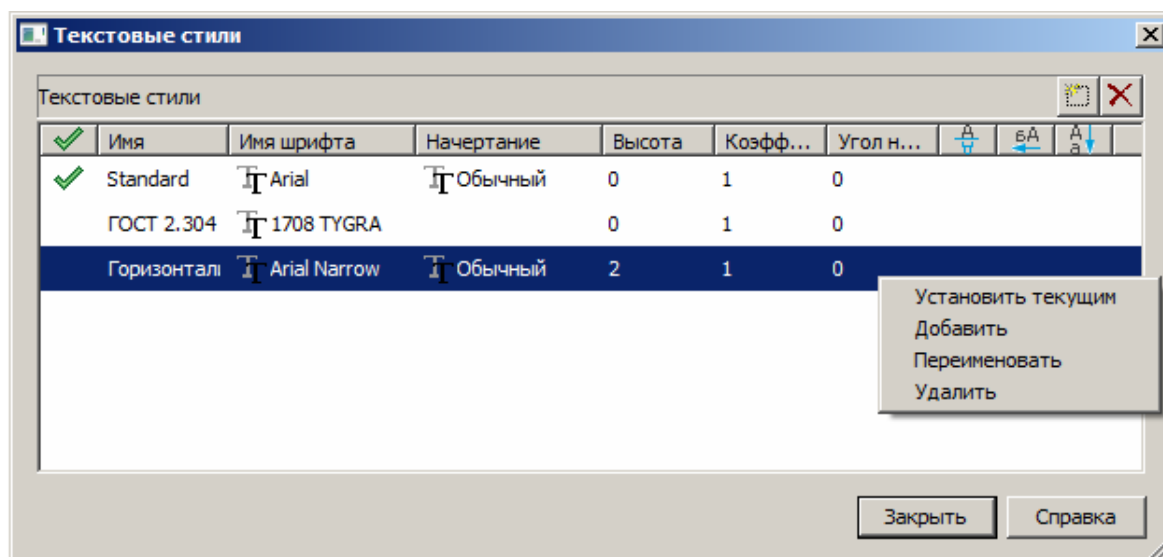 Текстовые стили
Текстовые стили
Имя Имя шрифта Начертание Высота Коэфф... Угол н...
Standard Arial Обычный 0 1 0
ГОСТ 2.304 1708 TYGRA 0 1 0
Горизонтал Arial Narrow Обычный 2 1 0
Установить текущим
Добавить
Переименовать
Удалить
Закрыть Справка